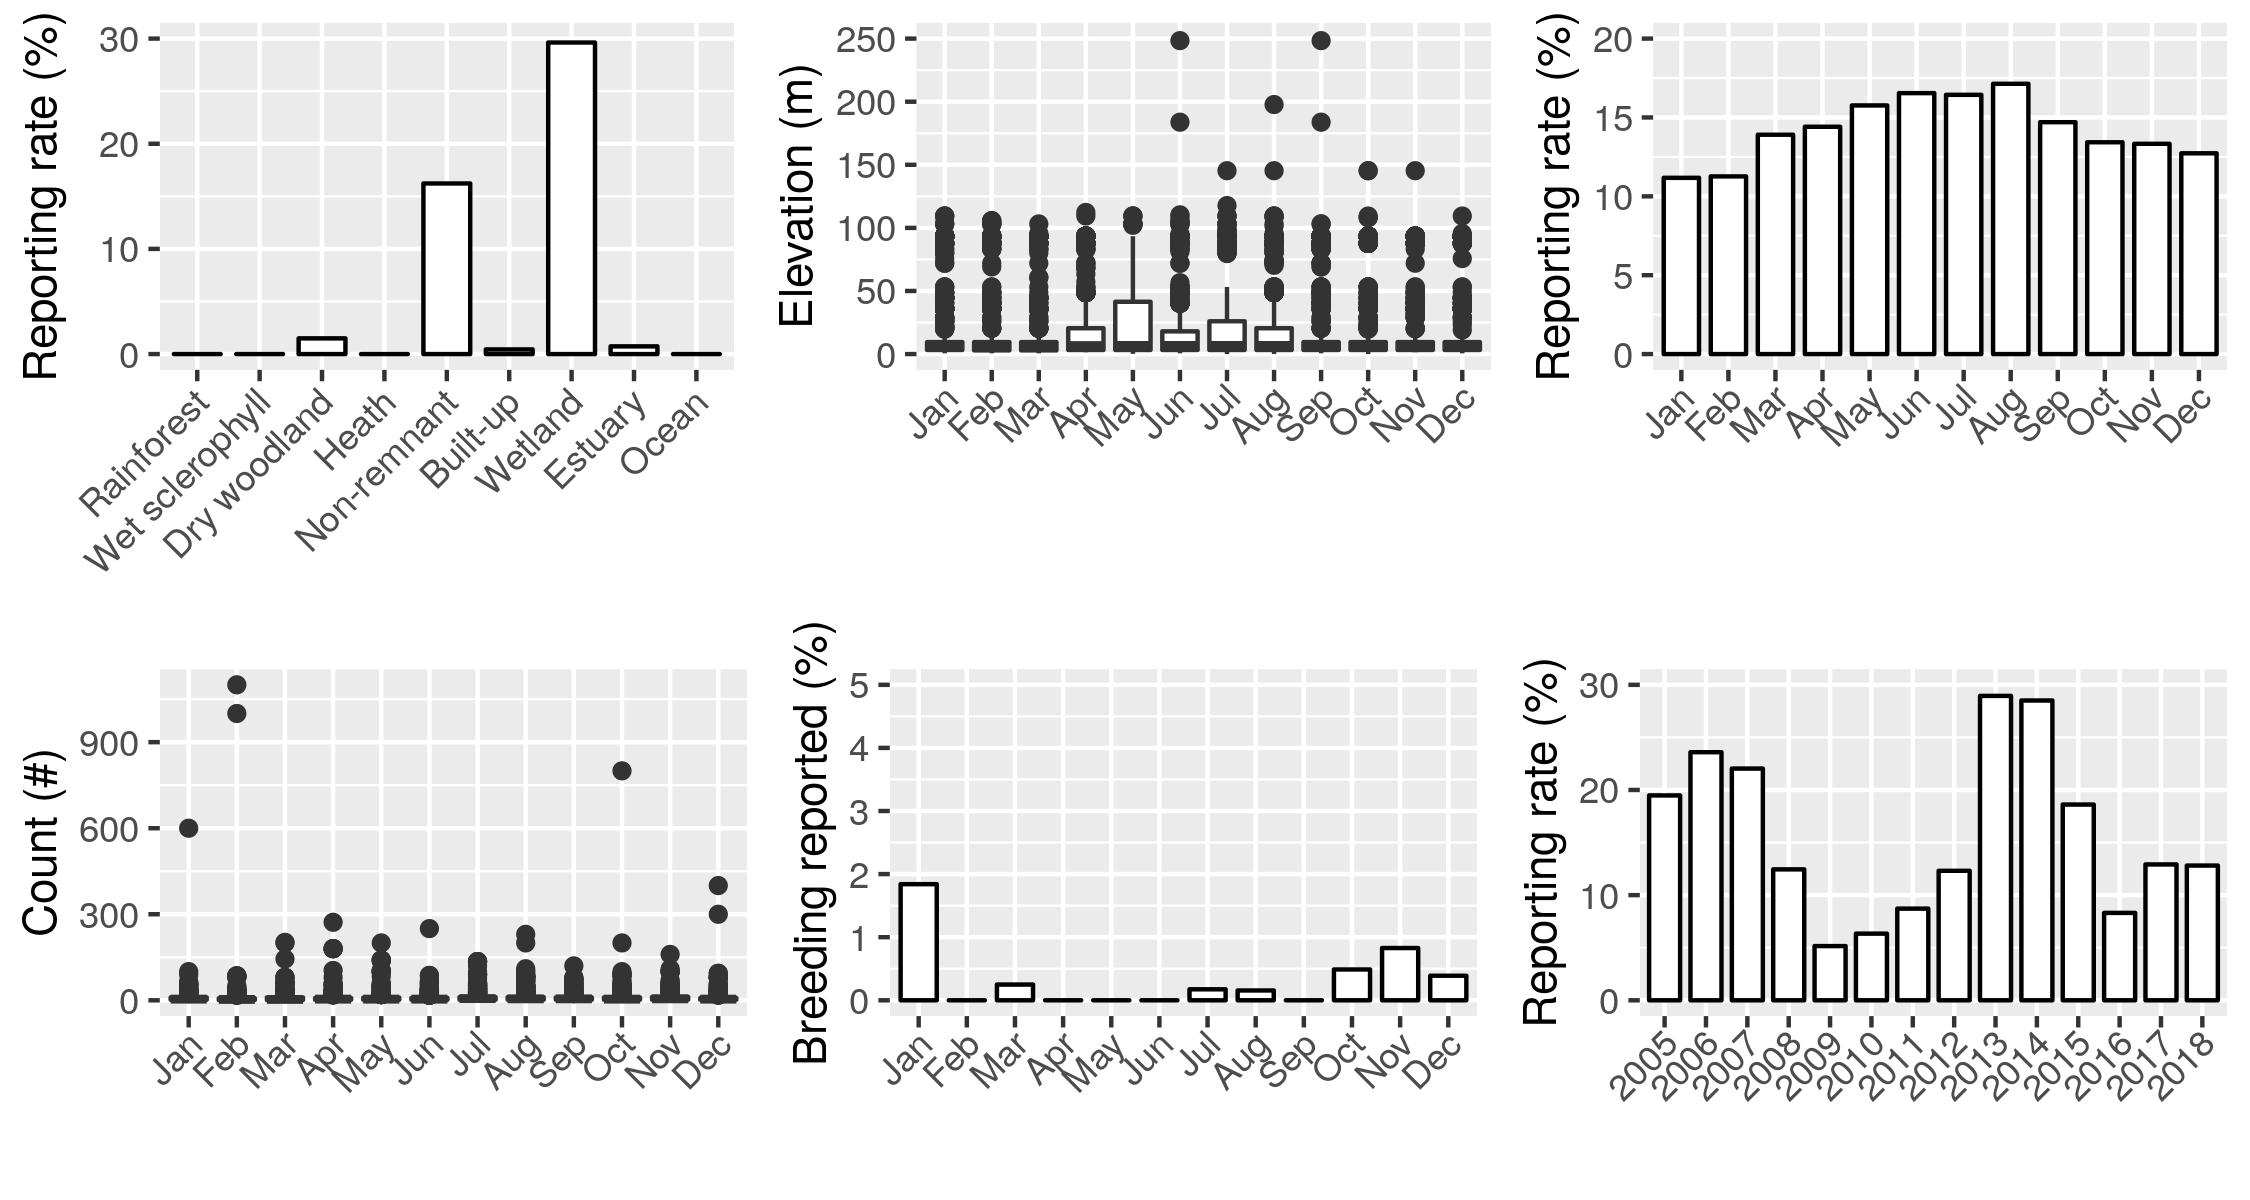 Reporting rate (%)
30
20
10
0
Rainforest
Wet sclerophyll
Dry woodland
Heath
Non-remnant
Built-up
Wetland
Estuary
Ocean
Elevation (m)
250
200
150
100
50
0
Jan
Feb
Mar
Apr
May
Jun
Jul
Aug
Sep
Oct
Nov
Dec
Reporting rate (%)
20
15
10
5
0
Jan
Feb
Mar
Apr
May
Jun
Jul
Aug
Sep
Oct
Nov
Dec
Count (#)
900
600
300
0
Jan
Feb
Mar
Apr
May
Jun
Jul
Aug
Sep
Oct
Nov
Dec
Breeding reported (%)
5
4
3
2
1
0
Jan
Feb
Mar
Apr
May
Jun
Jul
Aug
Sep
Oct
Nov
Dec
Reporting rate (%)
30
20
10
0
2005
2006
2007
2008
2009
2010
2011
2012
2013
2014
2015
2016
2017
2018